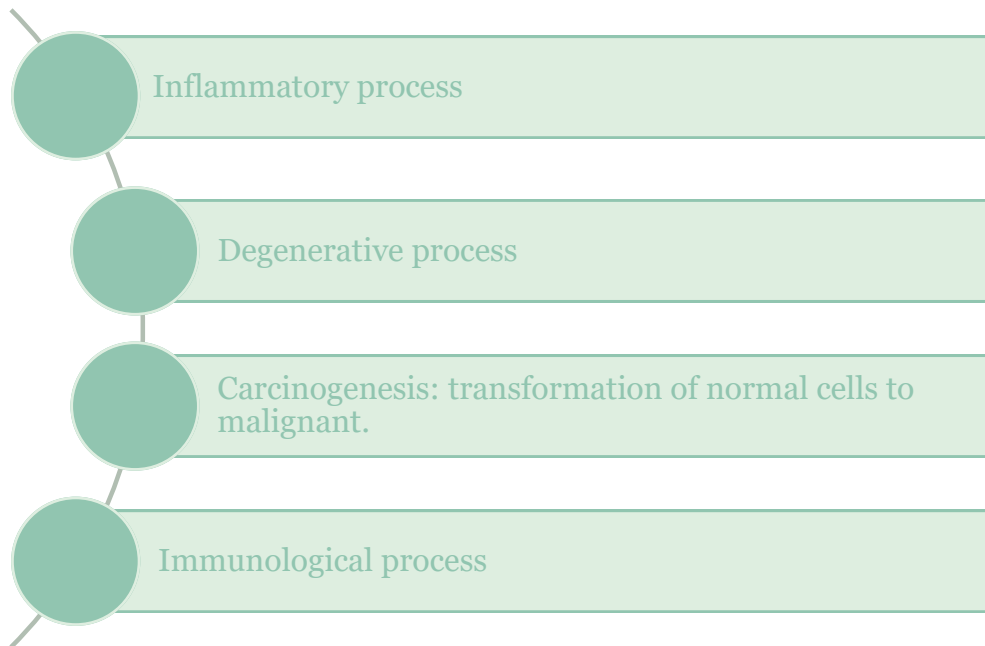 Inflammatory process
Degenerative process
Carcinogenesis: transformation of normal cells to
malignant.
Immunological process